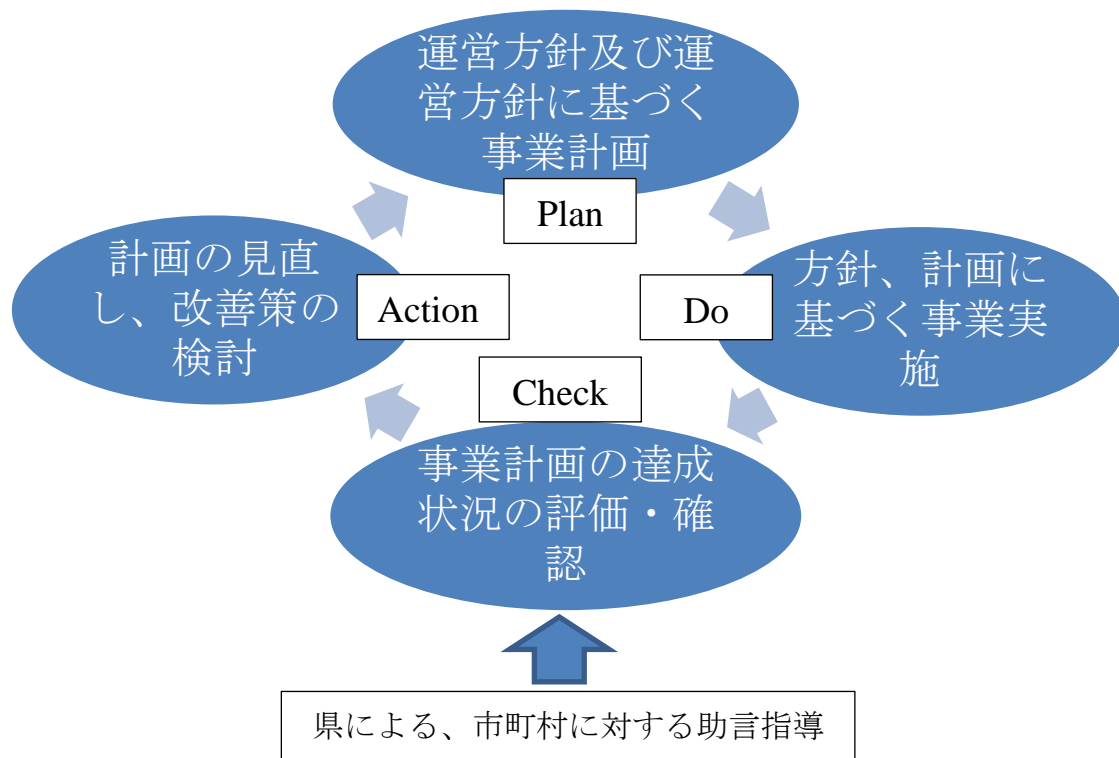 運営方針及び運
営方針に基づく
事業計画
Plan
計画の見直
し、改善策の
検討
Action
Do
方針、計画に
基づく事業実
施
Check
事業計画の達成
状況の評価・確
認
県による、市町村に対する助言指導